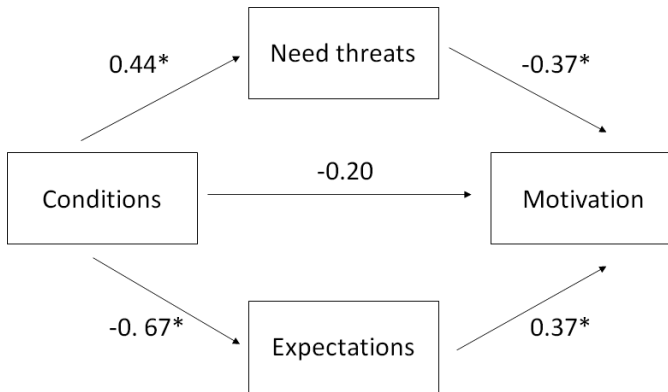 Need threats
0.44*
-0.37*
-0.20
Conditions
Motivation
-0. 67*
0.37*
Expectations